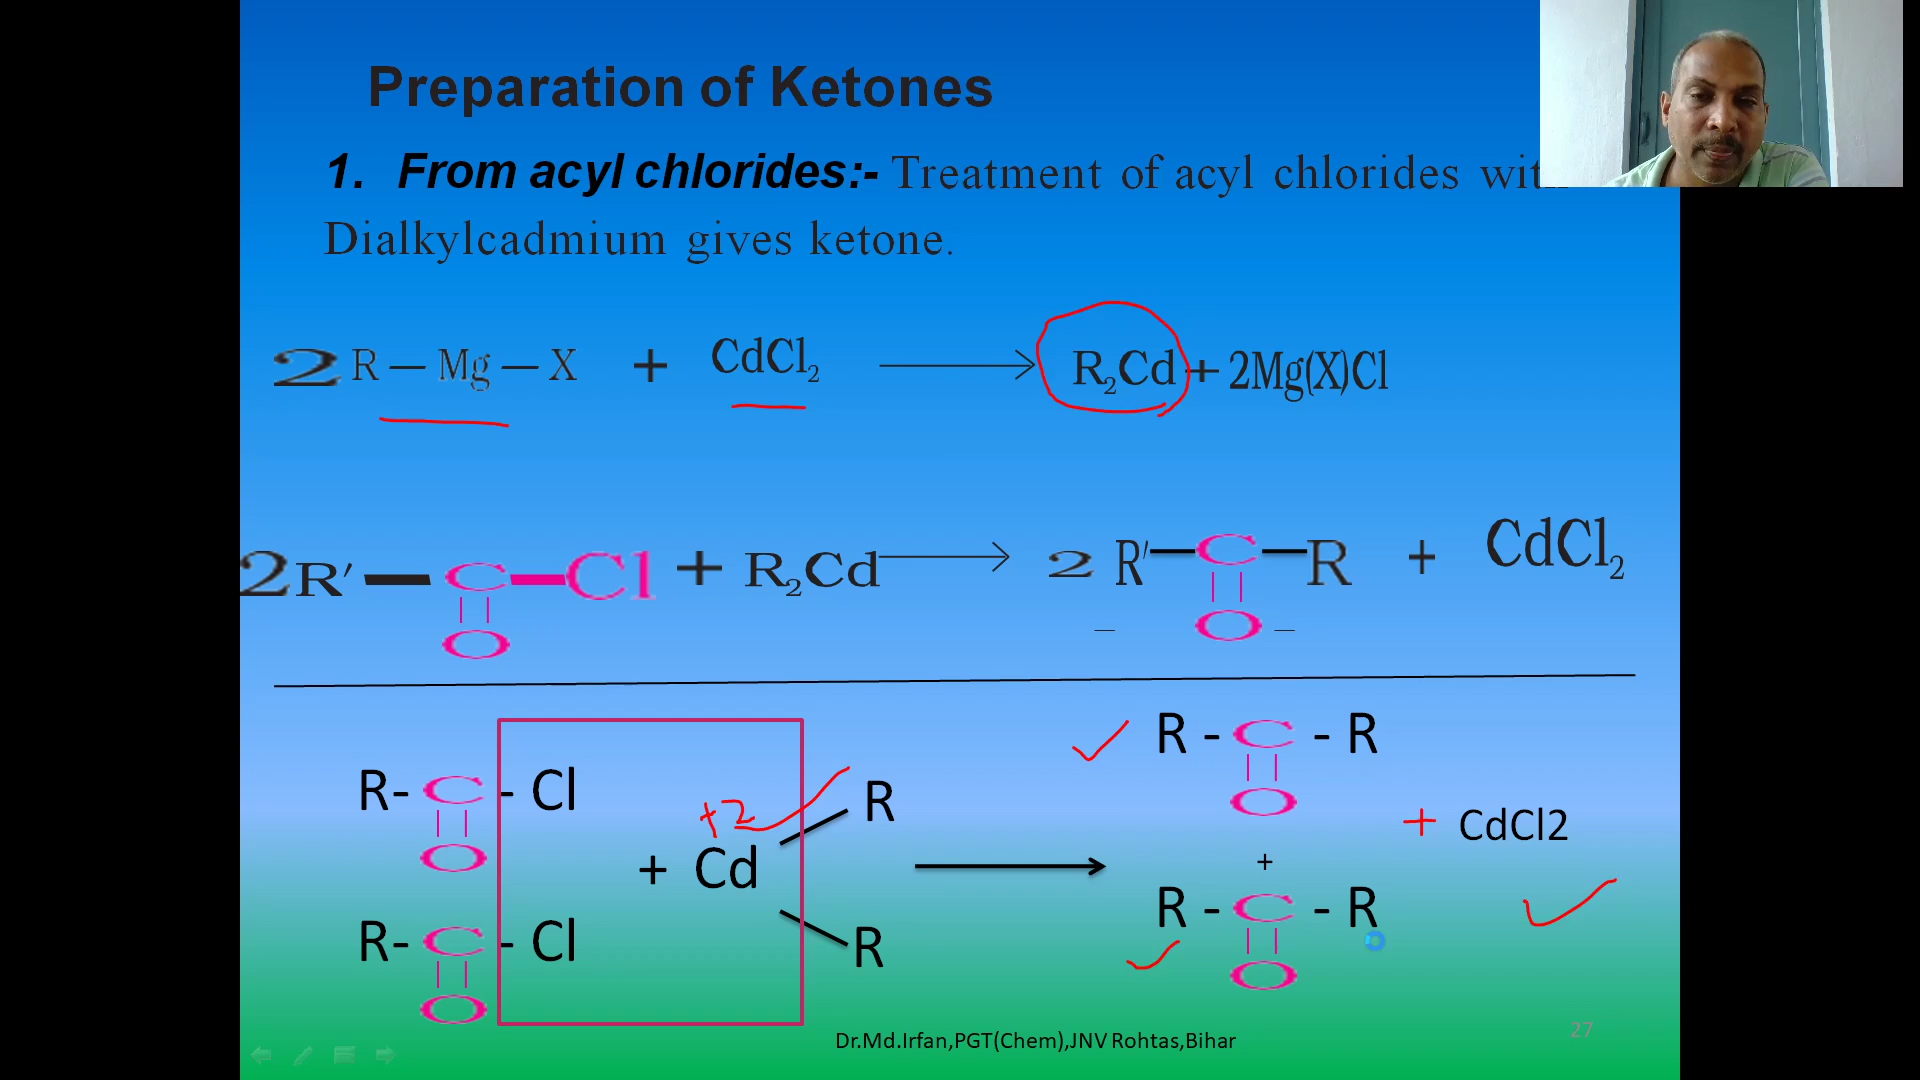 Preparation of Ketones
1. From acyl chlorides:- Treatment of acyl chlorides with
Dialkylcadmium gives ketone.
2 R — Mg — X + CdCl₂ ⟶ R₂Cd + 2Mg(X)Cl
2R′ — C — Cl + R₂Cd ⟶ 2 R′ — C — R + CdCl₂
O O
R - C - R
R- C - Cl R
O
+2
+ CdCl2
O
+ Cd ⟶ +
R - C - R
R- C - Cl R
O
O
Dr.Md.Irfan,PGT(Chem),JNV Rohtas,Bihar
27